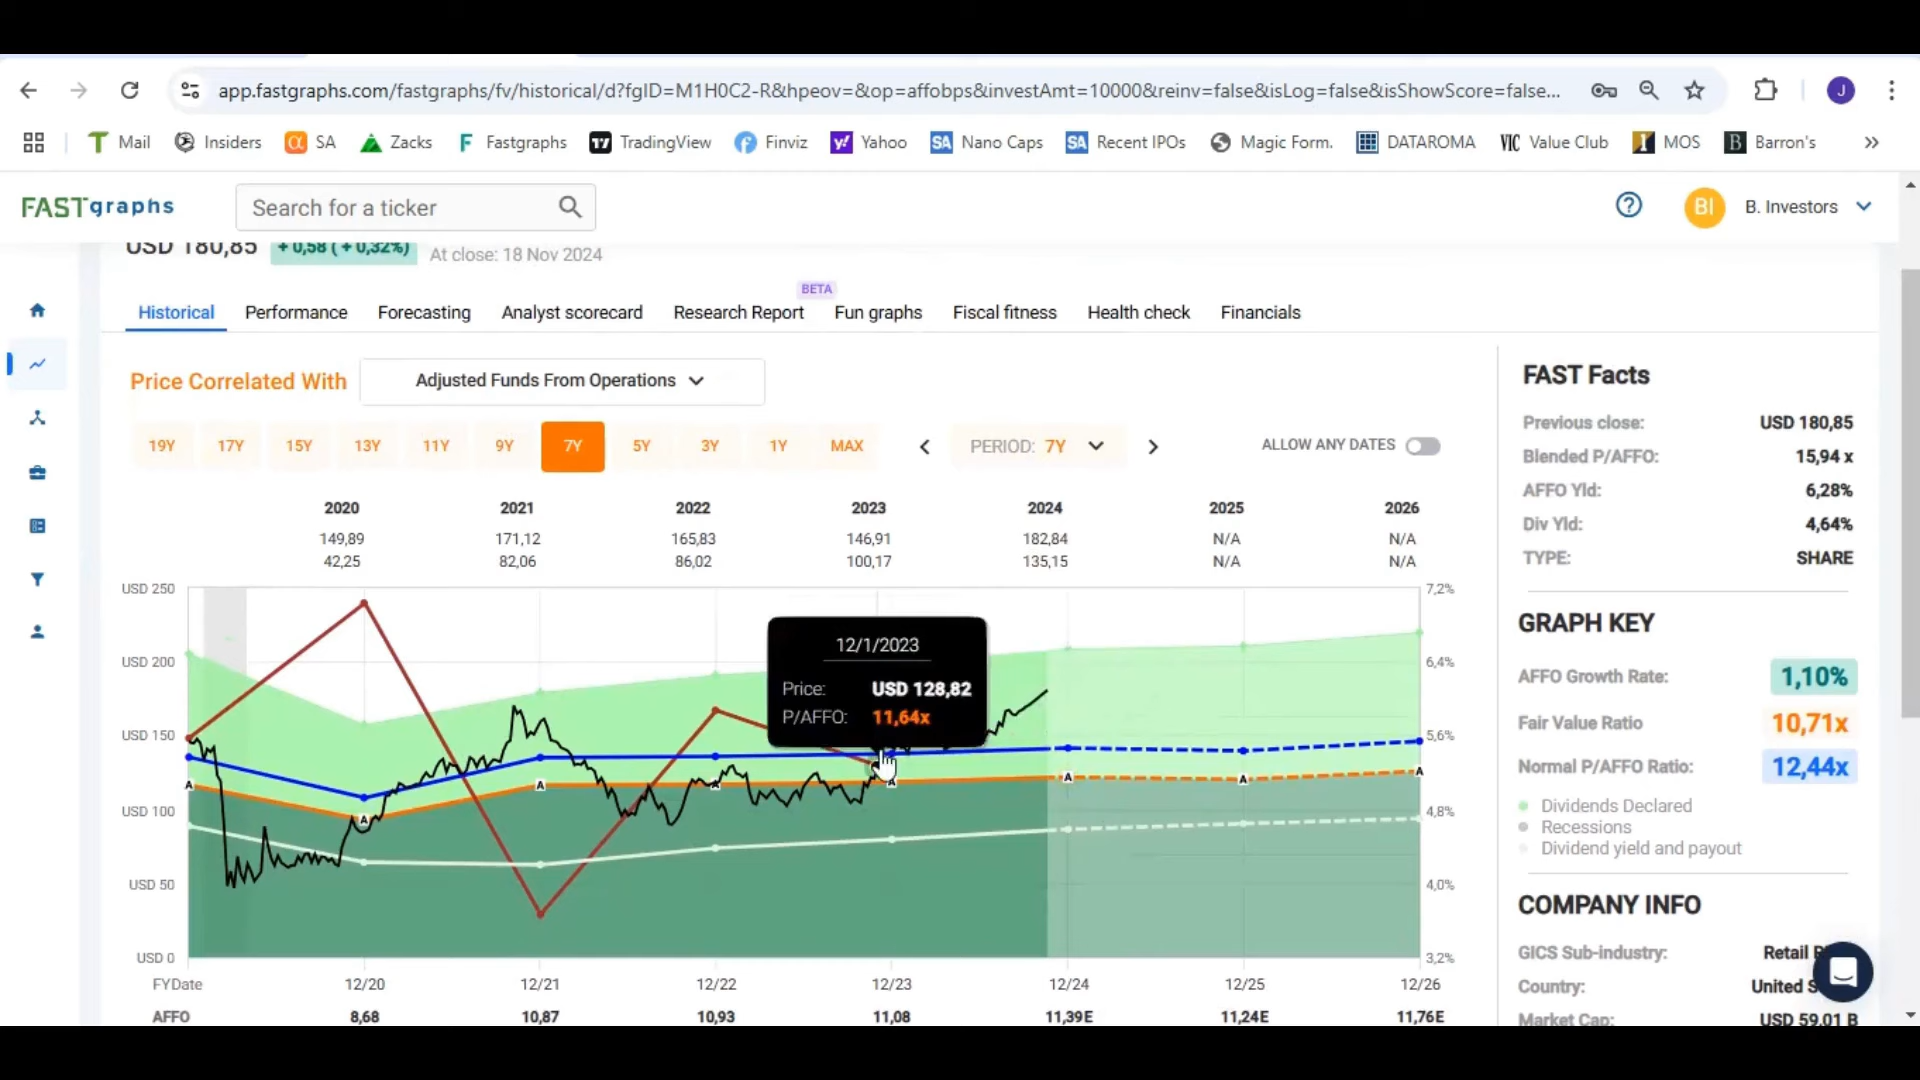 app.fastgraphs.com/fastgraphs/fv/historical/d?fgID=M1H0C2-R&hpeov=&op=affobps&investAmt=10000&reinv=false&isLog=false&isShowScore=false...
J
Mail Insiders SA Zacks Fastgraphs TradingView Finviz Yahoo Nano Caps Recent IPOs Magic Form. DATAROMA Value Club MOS Barron's
FASTgraphs Search for a ticker BI B. Investors
USD 180,85 + 0,58 ( + 0,32%) At close: 18 Nov 2024
BETA
Historical Performance Forecasting Analyst scorecard Research Report Fun graphs Fiscal fitness Health check Financials
Price Correlated With Adjusted Funds From Operations
19Y 17Y 15Y 13Y 11Y 9Y 7Y 5Y 3Y 1Y MAX PERIOD: 7Y ALLOW ANY DATES
2020 2021 2022 2023 2024 2025 2026
149,89 171,12 165,83 146,91 182,84 N/A N/A
42,25 82,06 86,02 100,17 135,15 N/A N/A
USD 250 7,2%
USD 200 6,4%
USD 150 5,6%
USD 100 4,8%
USD 50 4,0%
USD 0 3,2%
12/1/2023
Price: USD 128,82
P/AFFO: 11,64x
A A A A A A A
FYDate 12/20 12/21 12/22 12/23 12/24 12/25 12/26
AFFO 8,68 10,87 10,93 11,08 11,39E 11,24E 11,76E
FAST Facts
Previous close: USD 180,85
Blended P/AFFO: 15,94 x
AFFO Yld: 6,28%
Div Yld: 4,64%
TYPE: SHARE
GRAPH KEY
AFFO Growth Rate: 1,10%
Fair Value Ratio 10,71x
Normal P/AFFO Ratio: 12,44x
Dividends Declared
Recessions
Dividend yield and payout
COMPANY INFO
GICS Sub-industry: Retail
Country: United
Market Cap: USD 59,01 B